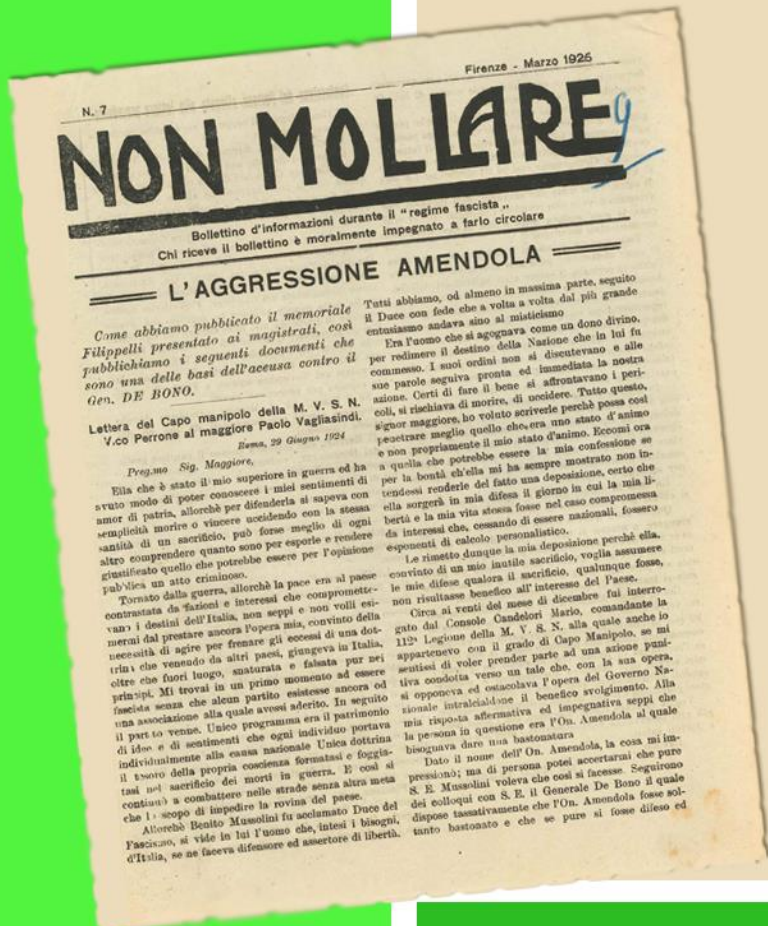 N. 7
Firenze - Marzo 1925
NON MOLLARE
9
Bollettino d'informazioni durante il "regime fascista„
Chi riceve il bollettino è moralmente impegnato a farlo circolare
L'AGGRESSIONE AMENDOLA
Come abbiamo pubblicato il memoriale
Filippelli presentato ai magistrati, così
pubblichiamo i seguenti documenti che
sono una delle basi dell'accusa contro il
Gen. DE BONO.
Lettera del Capo manipolo della M. V. S. N.
V.co Perrone al maggiore Paolo Vagliasindi.
Roma, 29 Giugno 1924
Preg.mo Sig. Maggiore,
Ella che è stato il mio superiore in guerra ed ha
avuto modo di poter conoscere i miei sentimenti di
amor di patria, allorchè per difenderla si sapeva con
semplicità morire o vincere uccidendo con la stessa
santità di un sacrificio, può forse meglio di ogni
altro comprendere quanto sono per esporle e rendere
giustificato quello che potrebbe essere per l'opinione
pubblica un atto criminoso.
Tornato dalla guerra, allorchè la pace era al paese
contrastata da fazioni e interessi che compromette-
vano i destini dell'Italia, non seppi e non volli esi-
mermi dal prestare ancora l'opera mia, convinto della
necessità di agire per frenare gli eccessi di una dot-
trina che venendo da altri paesi, giungeva in Italia,
oltre che fuori luogo, snaturata e falsata pur nei
principi. Mi trovai in un primo momento ad essere
fascista senza che alcun partito esistesse ancora od
una associazione alla quale avessi aderito. In seguito
il partito venne. Unico programma era il patrimonio
di idee e di sentimenti che ogni individuo portava
individualmente alla causa nazionale Unica dottrina
il tesoro della propria coscienza formatasi e foggia-
tasi nel sacrificio dei morti in guerra. E così si
continuò a combattere nelle strade senza altra meta
che lo scopo di impedire la rovina del paese.
Allorchè Benito Mussolini fu acclamato Duce del
Fascismo, si vide in lui l'uomo che, intesi i bisogni,
d'Italia, se ne faceva difensore ed assertore di libertà.
Tutti abbiamo, od almeno in massima parte, seguito
il Duce con fede che a volta a volta dal più grande
entusiasmo andava sino al misticismo
Era l'uomo che si agognava come un dono divino,
per redimere il destino della Nazione che in lui fu
commesso. I suoi ordini non si discutevano e alle
sue parole seguiva pronta ed immediata la nostra
azione. Certi di fare il bene si affrontavano i peri-
coli, si rischiava di morire, di uccidere. Tutto questo,
signor maggiore, ho voluto scriverle perchè possa così
penetrare meglio quello che era uno stato d'animo
e non propriamente il mio stato d'animo. Eccomi ora
a quella che potrebbe essere la mia confessione se
per la bontà ch'ella mi ha sempre mostrato non in-
tendessi renderle del fatto una deposizione, certo che
ella sorgerà in mia difesa il giorno in cui la mia li-
bertà e la mia vita stessa fosse nel caso compromessa
da interessi che, cessando di essere nazionali, fossero
esponenti di calcolo personalistico.
Le rimetto dunque la mia deposizione perchè ella,
convinto di un mio inutile sacrificio, voglia assumere
le mie difese qualora il sacrificio, qualunque fosse,
non risultasse benefico all'interesse del Paese.
Circa ai venti del mese di dicembre fui interro-
gato dal Console Candelori Mario, comandante la
112ª Legione della M. V. S. N. alla quale anche io
appartenevo con il grado di Capo Manipolo, se mi
sentissi di voler prender parte ad una azione puni-
tiva condotta verso un tale che, con la sua opera,
si opponeva ed ostacolava l'opera del Governo Na-
zionale intralciandone il benefico svolgimento. Alla
mia risposta affermativa ed impegnativa seppi che
la persona in questione era l'On. Amendola al quale
bisognava dare una bastonatura
Dato il nome dell'On. Amendola, la cosa mi im-
pressionò; ma di persona potei accertarmi che pure
S. E. Mussolini voleva che così si facesse. Seguirono
dei colloqui con S. E. il Generale De Bono il quale
dispose tassativamente che l'On. Amendola fosse sol-
tanto bastonato e che se pure si fosse difeso ed